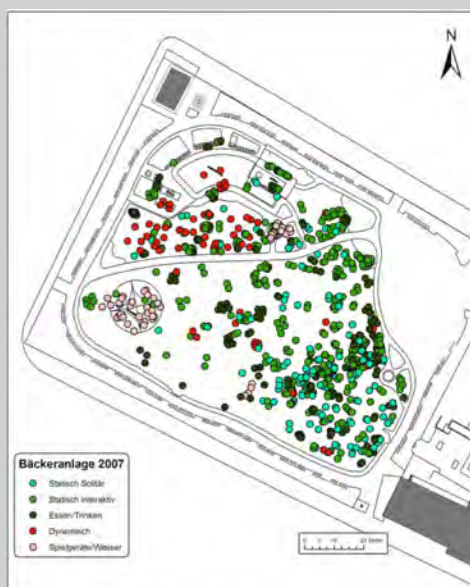 N
Bäckeranlage 2007
Statisch Solitär
Statisch Interaktiv
Essen/Trinken
Dynamisch
Spielgeräte/Wasser